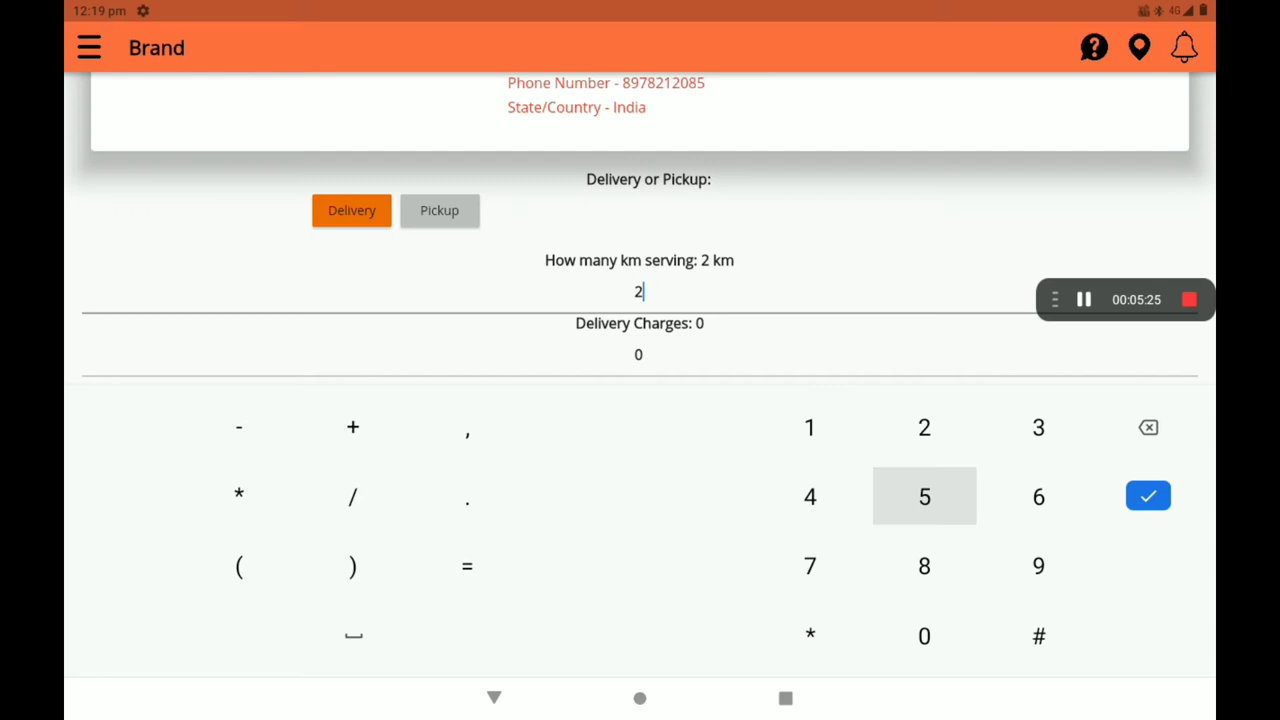 12:19 pm 4G
Brand
Phone Number - 8978212085
State/Country - India
Delivery or Pickup:
Delivery Pickup
How many km serving: 2 km
2
00:05:25
Delivery Charges: 0
0
- + , 1 2 3
* / . 4 5 6
( ) = 7 8 9
* 0 #